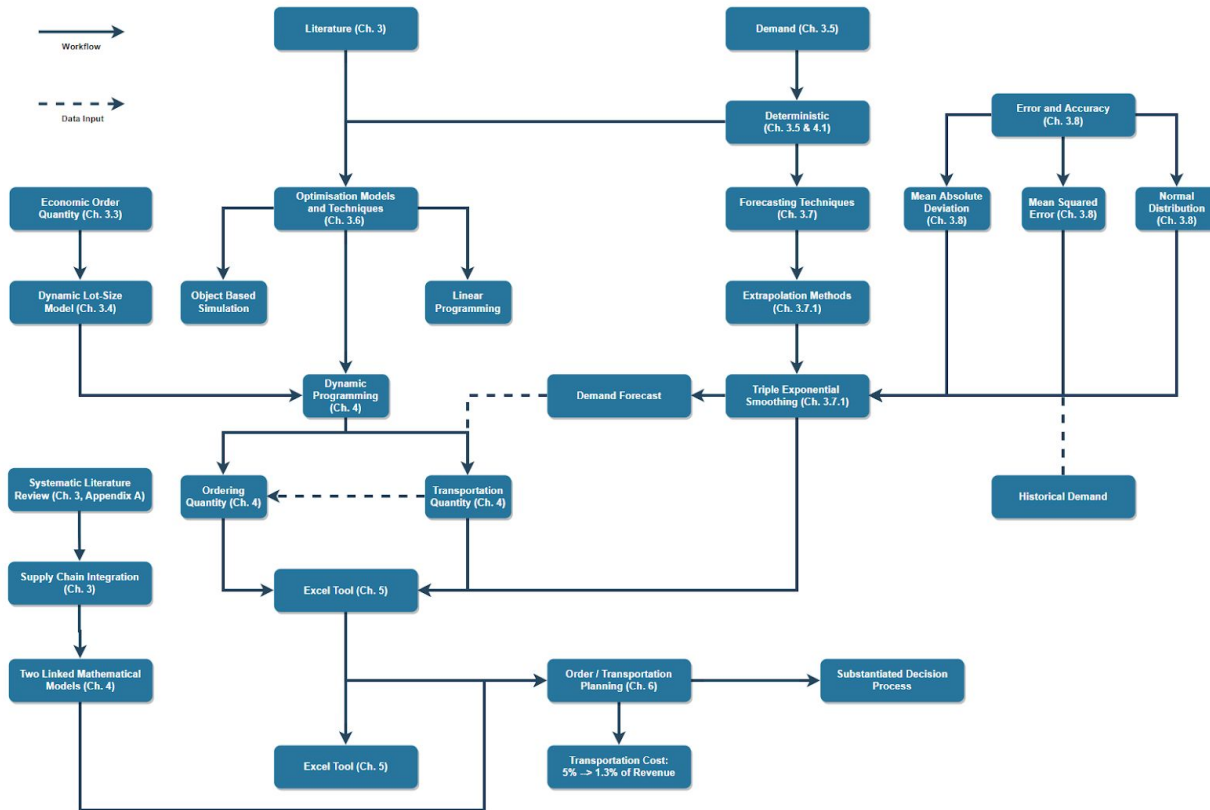 Workflow
Data Input
Literature (Ch. 3)
Demand (Ch. 3.5)
Deterministic
(Ch. 3.5 & 4.1)
Error and Accuracy
(Ch. 3.8)
Economic Order
Quantity (Ch. 3.3)
Optimisation Models
and Techniques
(Ch. 3.6)
Forecasting Techniques
(Ch. 3.7)
Mean Absolute
Deviation
(Ch. 3.8)
Mean Squared
Error (Ch. 3.8)
Normal
Distribution
(Ch. 3.8)
Dynamic Lot-Size
Model (Ch. 3.4)
Object Based
Simulation
Linear
Programming
Extrapolation Methods
(Ch. 3.7.1)
Dynamic
Programming
(Ch. 4)
Demand Forecast
Triple Exponential
Smoothing (Ch. 3.7.1)
Systematic Literature
Review (Ch. 3, Appendix A)
Ordering
Quantity (Ch. 4)
Transportation
Quantity (Ch. 4)
Historical Demand
Supply Chain Integration
(Ch. 3)
Excel Tool (Ch. 5)
Two Linked Mathematical
Models (Ch. 4)
Order / Transportation
Planning (Ch. 6)
Substantiated Decision
Process
Excel Tool (Ch. 5)
Transportation Cost:
5% --> 1.3% of Revenue